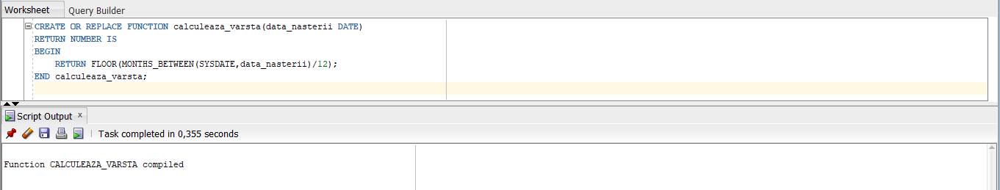 Worksheet Query Builder
CREATE OR REPLACE FUNCTION calculeaza_varsta(data_nasterii DATE)
RETURN NUMBER IS
BEGIN
    RETURN FLOOR(MONTHS_BETWEEN(SYSDATE,data_nasterii)/12);
END calculeaza_varsta;
Script Output x
Task completed in 0,355 seconds
Function CALCULEAZA_VARSTA compiled